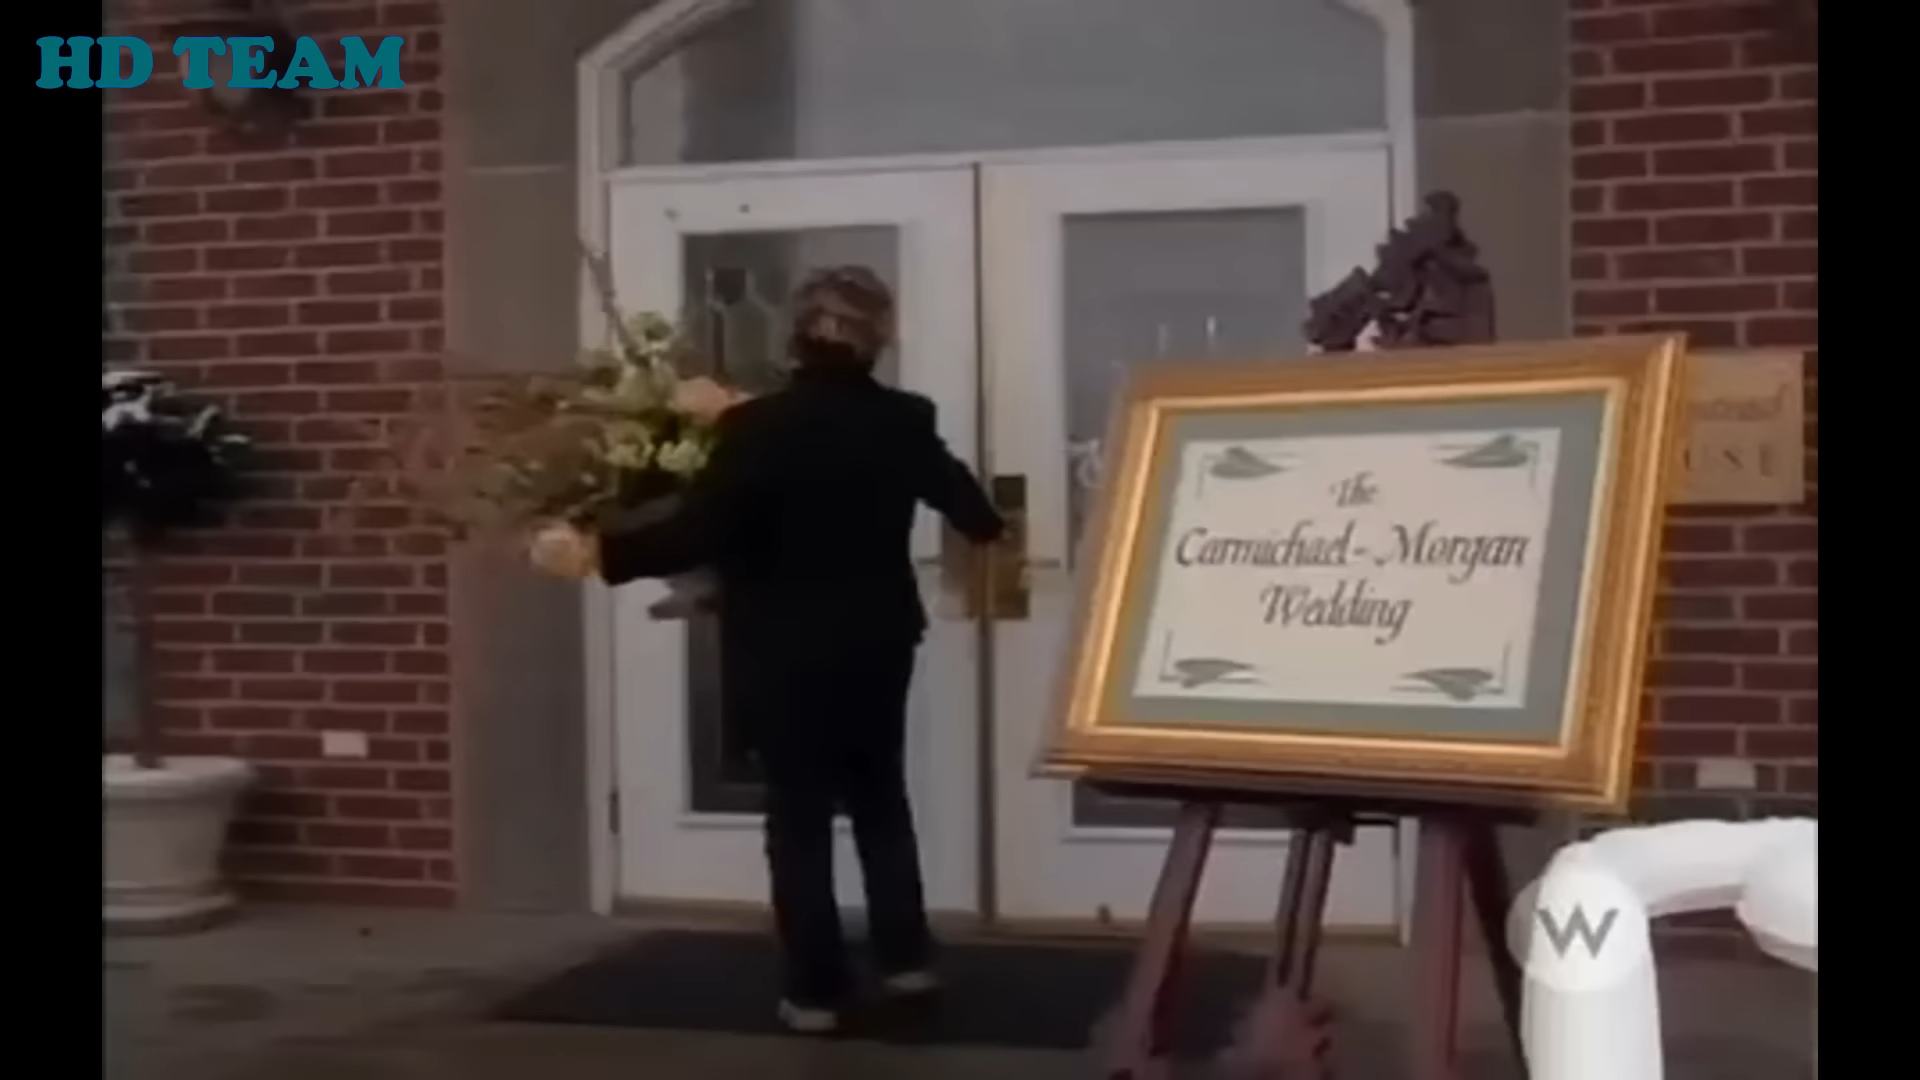 HD TEAM
The
Carmichael-Morgan
Wedding
W